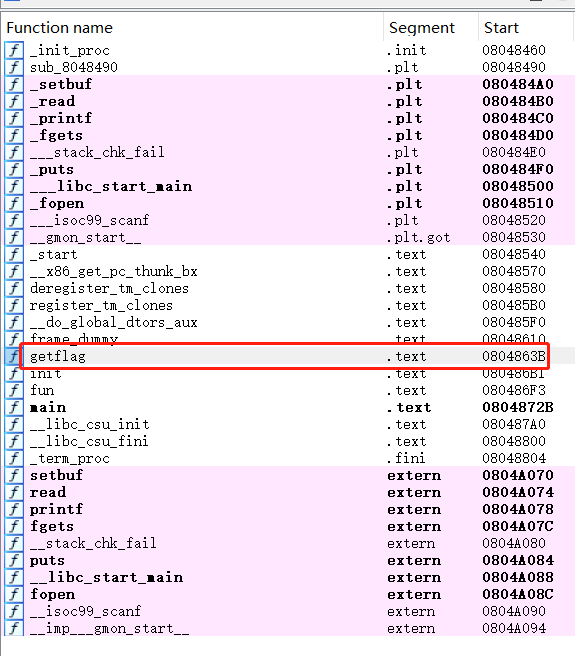 Function name Segment Start
f _init_proc .init 08048460
f sub_8048490 .plt 08048490
f _setbuf .plt 080484A0
f _read .plt 080484B0
f _printf .plt 080484C0
f _fgets .plt 080484D0
f ___stack_chk_fail .plt 080484E0
f _puts .plt 080484F0
f ___libc_start_main .plt 08048500
f _fopen .plt 08048510
f ___isoc99_scanf .plt 08048520
f __gmon_start__ .plt.got 08048530
f _start .text 08048540
f __x86_get_pc_thunk_bx .text 08048570
f deregister_tm_clones .text 08048580
f register_tm_clones .text 080485B0
f __do_global_dtors_aux .text 080485F0
f frame_dummy .text 08048610
f getflag .text 0804863B
f init .text 080486B1
f fun .text 080486F3
f main .text 0804872B
f __libc_csu_init .text 080487A0
f __libc_csu_fini .text 08048800
f _term_proc .fini 08048804
f setbuf extern 0804A070
f read extern 0804A074
f printf extern 0804A078
f fgets extern 0804A07C
f __stack_chk_fail extern 0804A080
f puts extern 0804A084
f __libc_start_main extern 0804A088
f fopen extern 0804A08C
f __isoc99_scanf extern 0804A090
f __imp___gmon_start__ extern 0804A094